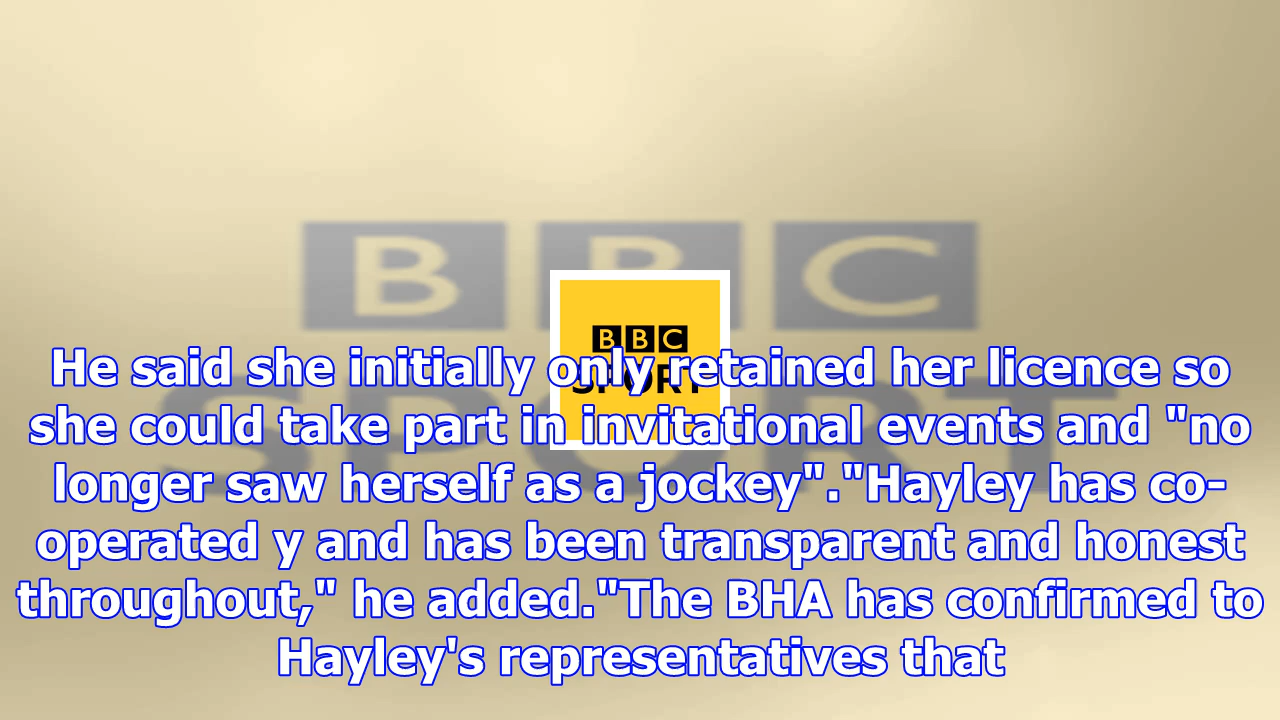 BBC
SPORT
BBC
SPORT
He said she initially only retained her licence so
she could take part in invitational events and "no
longer saw herself as a jockey"."Hayley has co-
operated y and has been transparent and honest
throughout," he added."The BHA has confirmed to
Hayley's representatives that